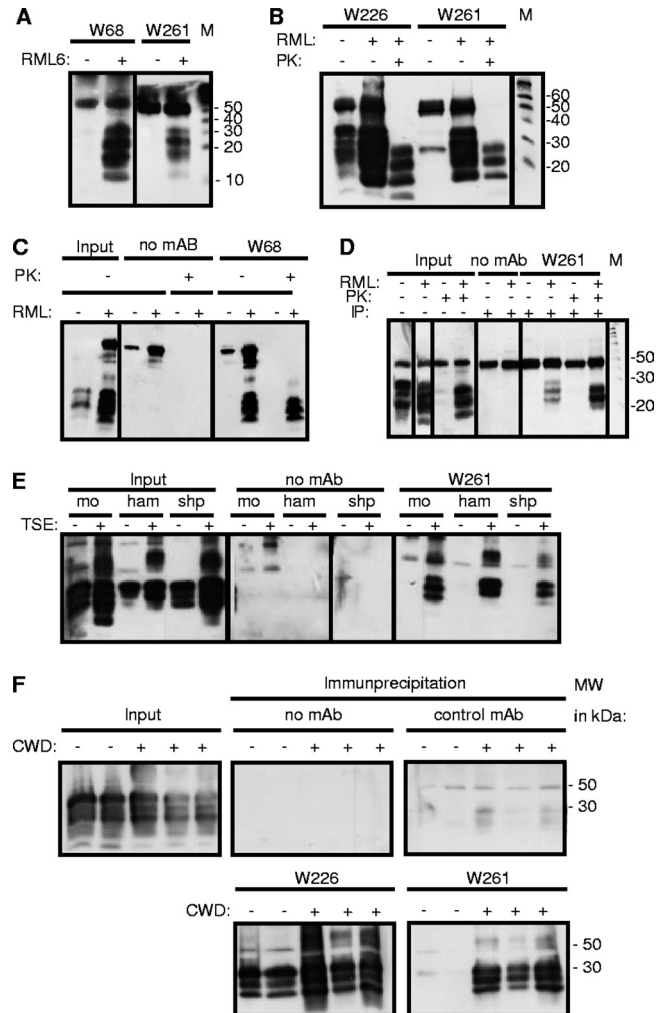 A
W68 W261 M
RML6: - + - +
- 50
- 40
- 30
- 20
- 10
B
W226 W261 M
RML: - + + - + +
PK: - - + - - +
- 60
- 50
- 40
- 30
- 20
C
Input no mAB W68
PK: - + - +
RML: - + - + - + - + - +
D
Input no mAb W261 M
RML: - + - + - + - + - +
PK: - - + + - - - - + +
IP: - - - - + + + + + +
- 50
- 30
- 20
E
Input no mAb W261
mo ham shp mo ham shp mo ham shp
TSE: - + - + - + - + - + - + - + - + - +
F
Immunprecipitation MW
Input no mAb control mAb in kDa:
CWD: - - + + + - - + + + - - + + +
- 50
- 30
W226 W261
CWD: - - + + + - - + + +
- 50
- 30